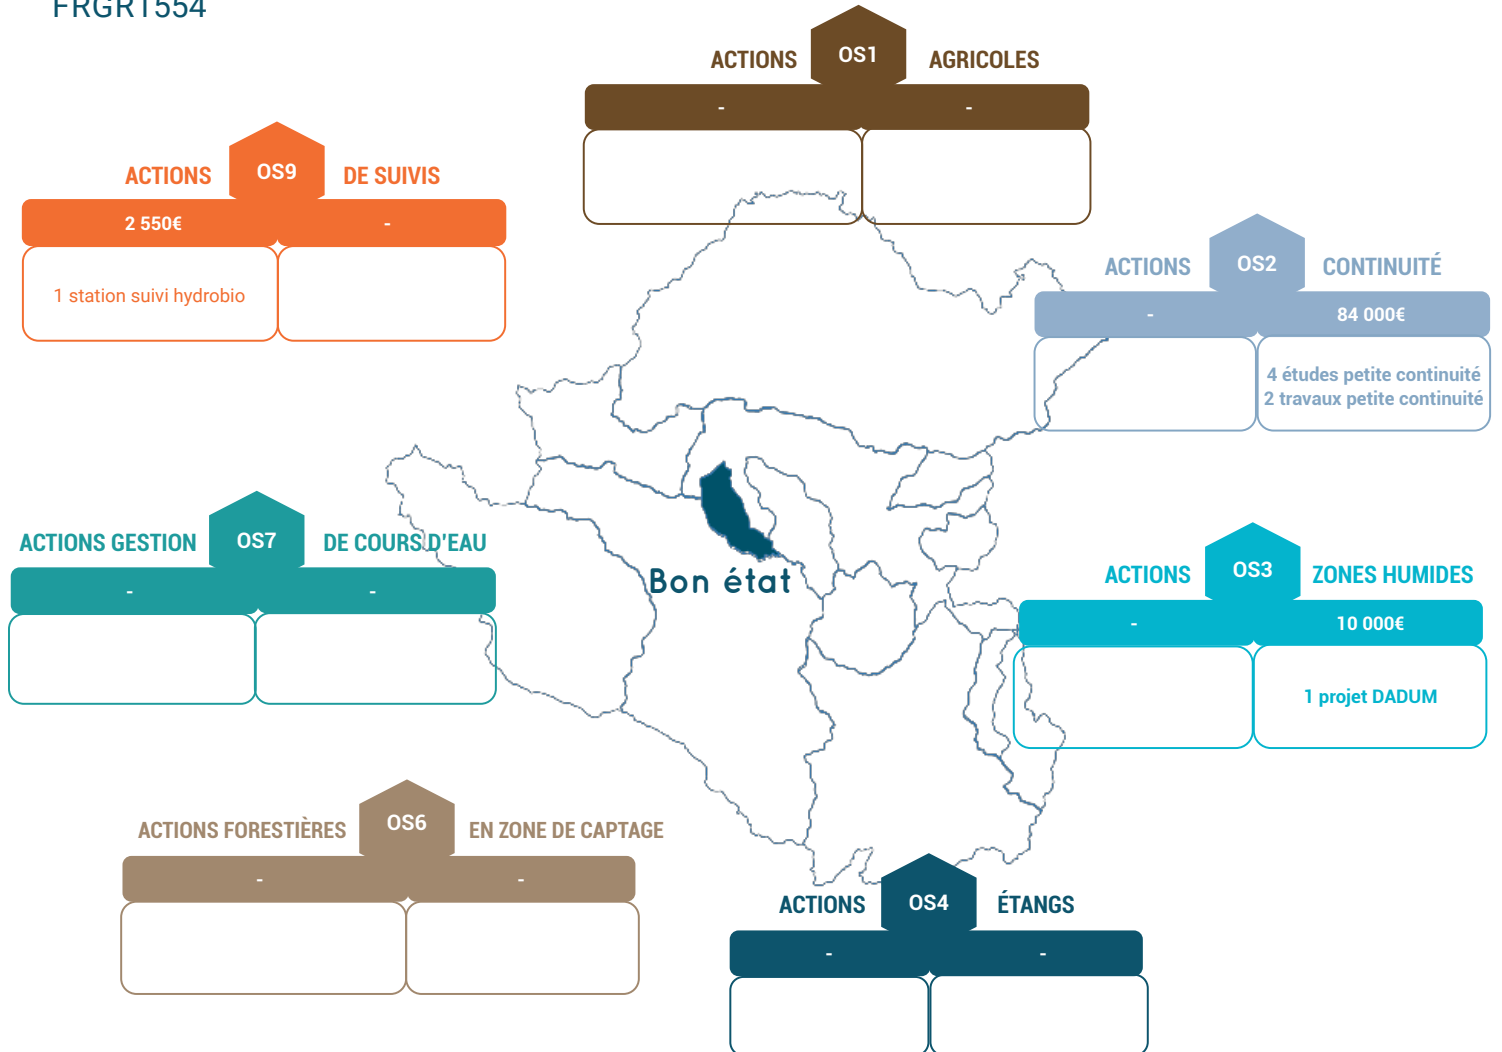 FRGR1554
ACTIONS OS1 AGRICOLES
- -
ACTIONS OS9 DE SUIVIS
2 550€ -
1 station suivi hydrobio
ACTIONS OS2 CONTINUITÉ
- 84 000€
4 études petite continuité
2 travaux petite continuité
ACTIONS GESTION OS7 DE COURS D'EAU
- -
Bon état
ACTIONS OS3 ZONES HUMIDES
- 10 000€
1 projet DADUM
ACTIONS FORESTIÈRES OS6 EN ZONE DE CAPTAGE
- -
ACTIONS OS4 ÉTANGS
- -